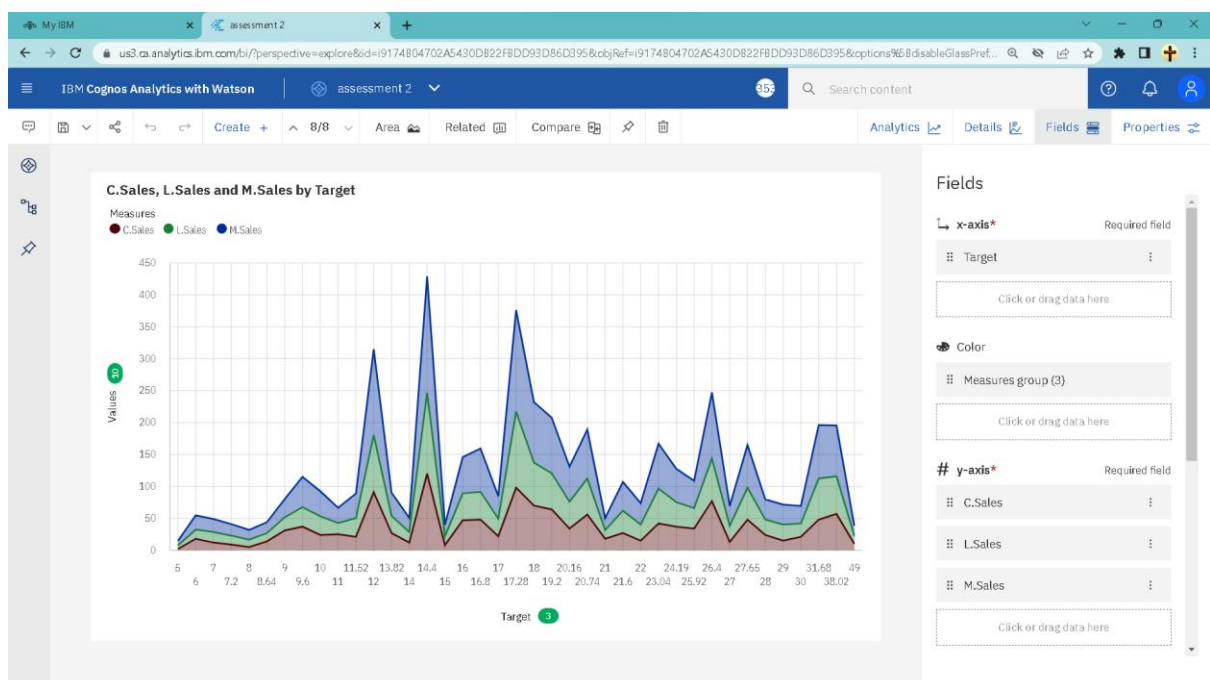 My IBM
assessment 2
us3.ca.analytics.ibm.com/bi/?perspective=explore&id=i9174804702A5430DB22FBDD93D86D395&objRef=i9174804702A5430DB22FBDD93D86D395&options%5BdisableGlassPref...
IBM Cognos Analytics with Watson
assessment 2
Search content
Create +
8/8
Area
Related
Compare
Analytics
Details
Fields
Properties
C.Sales, L.Sales and M.Sales by Target
Measures
C.Sales L.Sales M.Sales
450
400
350
300
250
200
150
100
50
0
Values 10
5 7 8 9 10 11.52 13.82 14.4 16 17 18 20.16 21 22 24.19 26.4 27.65 29 31.68 49
6 7.2 8.64 9.6 11 12 14 15 16.8 17.28 19.2 20.74 21.6 23.04 25.92 27 28 30 38.02
Target 3
Fields
x-axis* Required field
Target
Click or drag data here
Color
Measures group (3)
Click or drag data here
# y-axis* Required field
C.Sales
L.Sales
M.Sales
Click or drag data here